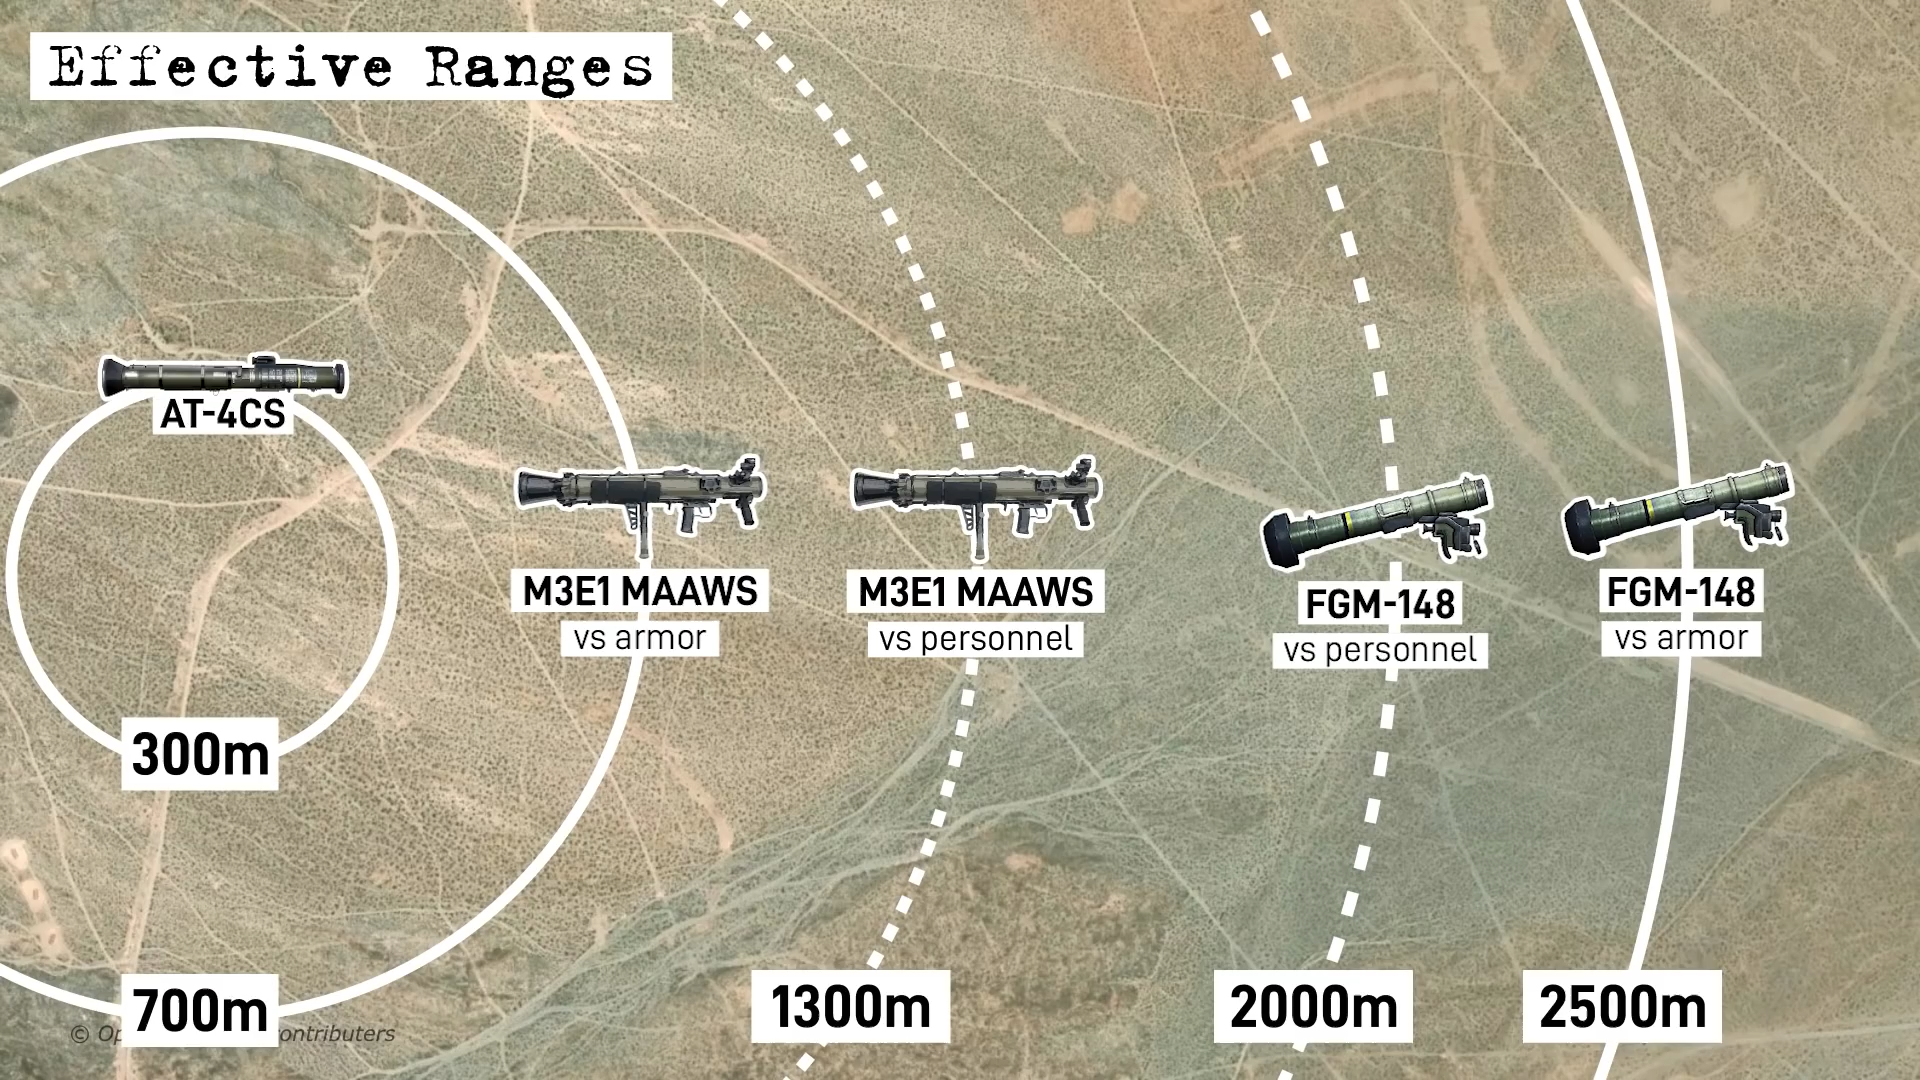 Effective Ranges
AT-4CS
M3E1 MAAWS
vs armor
M3E1 MAAWS
vs personnel
FGM-148
vs personnel
FGM-148
vs armor
300m
700m
1300m
2000m
2500m
©